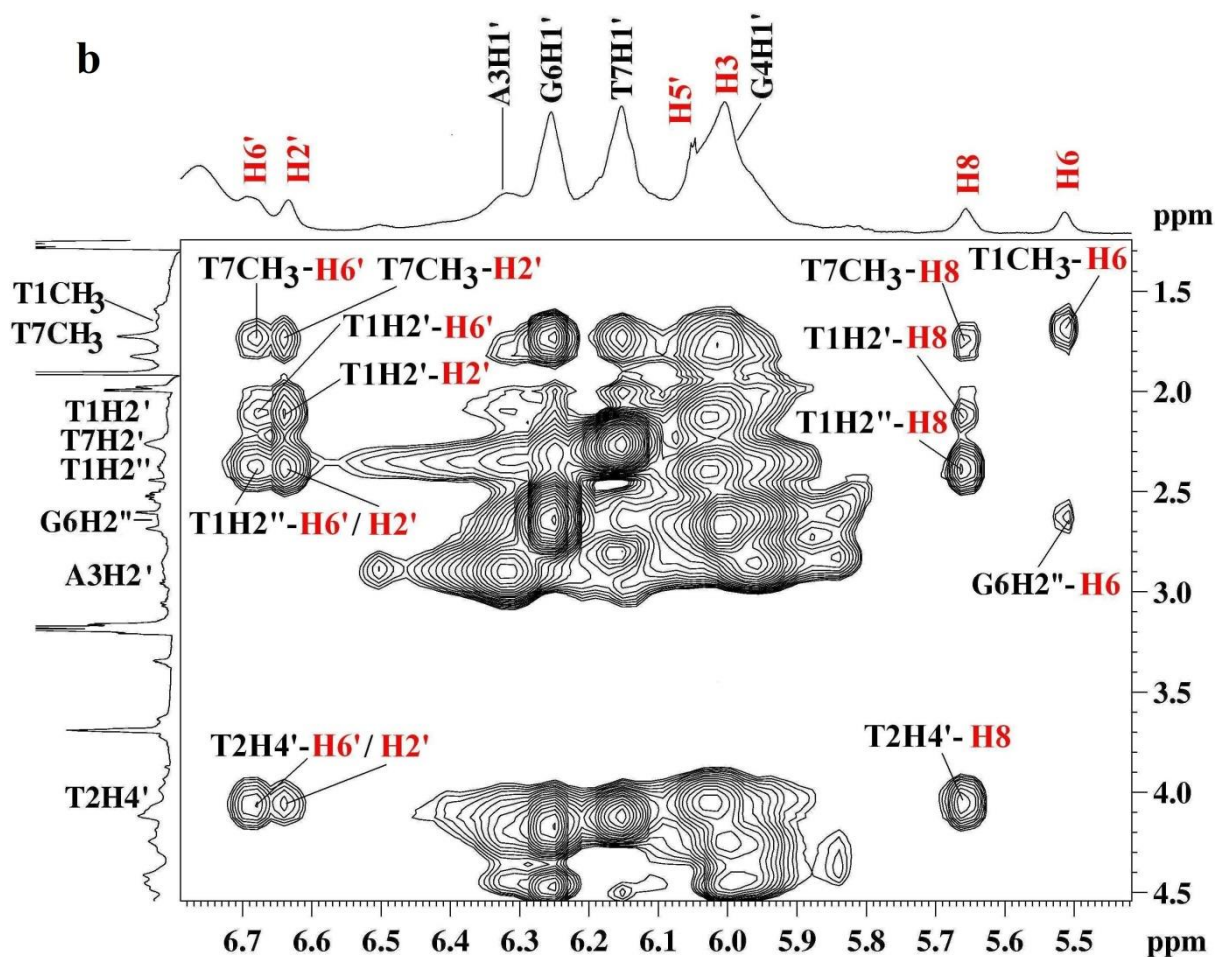 b
A3H1'
G6H1'
T7H1'
H5'
H3
G4H1'
H6'
H2'
H8
H6
ppm
T7CH3-H6'
T7CH3-H2'
T7CH3-H8
T1CH3-H6
T1H2'-H6'
T1H2'-H8
T1H2'-H2'
T1H2"-H8
T1H2"-H6'/H2'
G6H2"-H6
T2H4'-H6'/H2'
T2H4'-H8
T1CH3
T7CH3
T1H2'
T7H2'
T1H2"
G6H2"
A3H2'
T2H4'
1.5
2.0
2.5
3.0
3.5
4.0
4.5
6.7 6.6 6.5 6.4 6.3 6.2 6.1 6.0 5.9 5.8 5.7 5.6 5.5 ppm